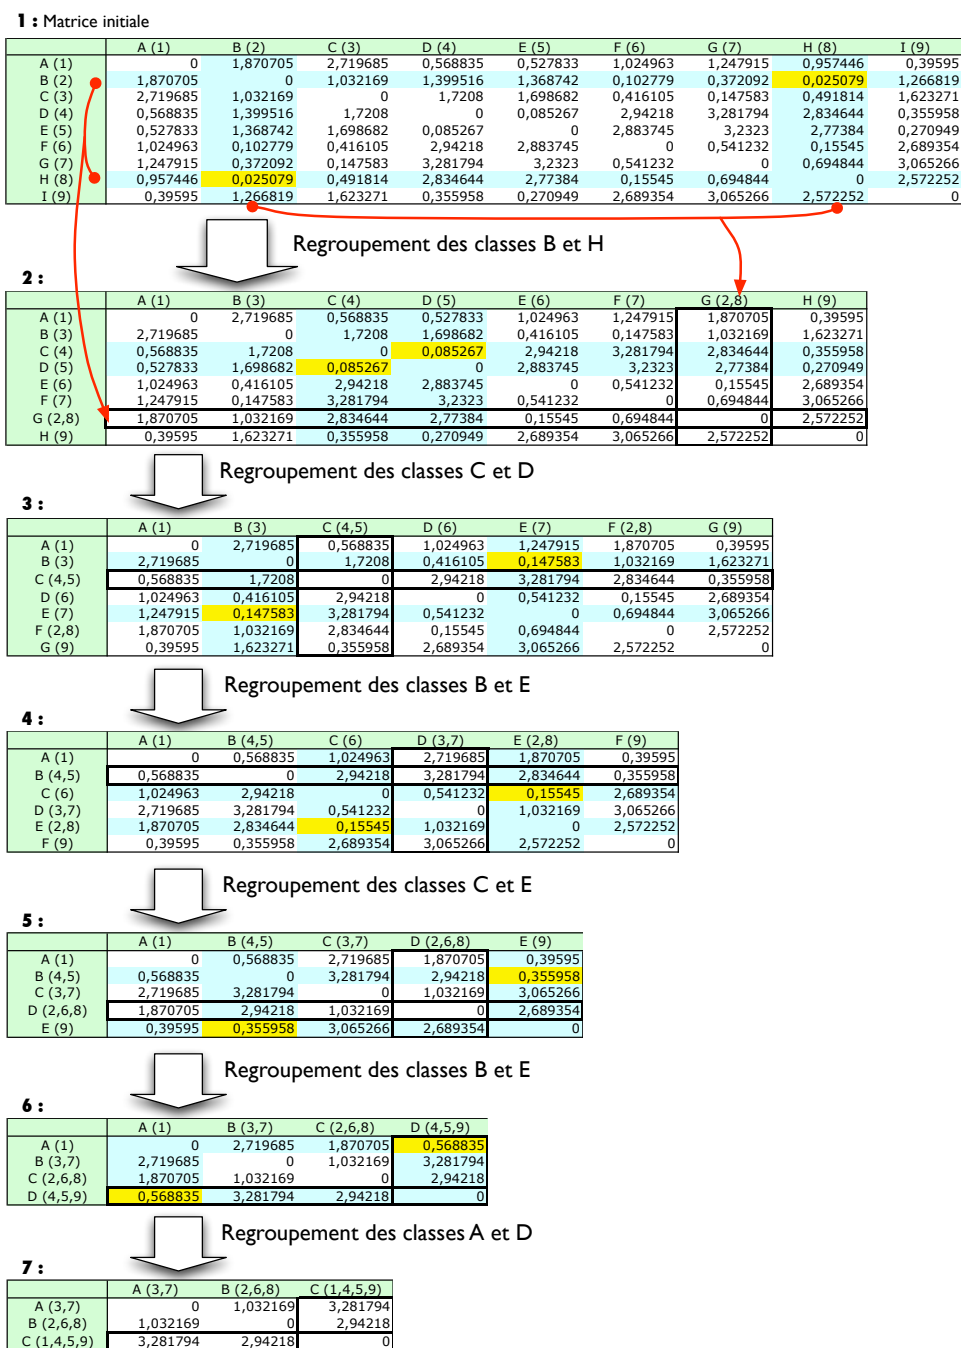 1 : Matrice initiale
A (1) B (2) C (3) D (4) E (5) F (6) G (7) H (8) I (9)
A (1) 0 1,870705 2,719685 0,568835 0,527833 1,024963 1,247915 0,957446 0,39595
B (2) 1,870705 0 1,032169 1,399516 1,368742 0,102779 0,372092 0,025079 1,266819
C (3) 2,719685 1,032169 0 1,7208 1,698682 0,416105 0,147583 0,491814 1,623271
D (4) 0,568835 1,399516 1,7208 0 0,085267 2,94218 3,281794 2,834644 0,355958
E (5) 0,527833 1,368742 1,698682 0,085267 0 2,883745 3,2323 2,77384 0,270949
F (6) 1,024963 0,102779 0,416105 2,94218 2,883745 0 0,541232 0,15545 2,689354
G (7) 1,247915 0,372092 0,147583 3,281794 3,2323 0,541232 0 0,694844 3,065266
H (8) 0,957446 0,025079 0,491814 2,834644 2,77384 0,15545 0,694844 0 2,572252
I (9) 0,39595 1,266819 1,623271 0,355958 0,270949 2,689354 3,065266 2,572252 0
Regroupement des classes B et H
2 :
A (1) B (3) C (4) D (5) E (6) F (7) G (2,8) H (9)
A (1) 0 2,719685 0,568835 0,527833 1,024963 1,247915 1,870705 0,39595
B (3) 2,719685 0 1,7208 1,698682 0,416105 0,147583 1,032169 1,623271
C (4) 0,568835 1,7208 0 0,085267 2,94218 3,281794 2,834644 0,355958
D (5) 0,527833 1,698682 0,085267 0 2,883745 3,2323 2,77384 0,270949
E (6) 1,024963 0,416105 2,94218 2,883745 0 0,541232 0,15545 2,689354
F (7) 1,247915 0,147583 3,281794 3,2323 0,541232 0 0,694844 3,065266
G (2,8) 1,870705 1,032169 2,834644 2,77384 0,15545 0,694844 0 2,572252
H (9) 0,39595 1,623271 0,355958 0,270949 2,689354 3,065266 2,572252 0
Regroupement des classes C et D
3 :
A (1) B (3) C (4,5) D (6) E (7) F (2,8) G (9)
A (1) 0 2,719685 0,568835 1,024963 1,247915 1,870705 0,39595
B (3) 2,719685 0 1,7208 0,416105 0,147583 1,032169 1,623271
C (4,5) 0,568835 1,7208 0 2,94218 3,281794 2,834644 0,355958
D (6) 1,024963 0,416105 2,94218 0 0,541232 0,15545 2,689354
E (7) 1,247915 0,147583 3,281794 0,541232 0 0,694844 3,065266
F (2,8) 1,870705 1,032169 2,834644 0,15545 0,694844 0 2,572252
G (9) 0,39595 1,623271 0,355958 2,689354 3,065266 2,572252 0
Regroupement des classes B et E
4 :
A (1) B (4,5) C (6) D (3,7) E (2,8) F (9)
A (1) 0 0,568835 1,024963 2,719685 1,870705 0,39595
B (4,5) 0,568835 0 2,94218 3,281794 2,834644 0,355958
C (6) 1,024963 2,94218 0 0,541232 0,15545 2,689354
D (3,7) 2,719685 3,281794 0,541232 0 1,032169 3,065266
E (2,8) 1,870705 2,834644 0,15545 1,032169 0 2,572252
F (9) 0,39595 0,355958 2,689354 3,065266 2,572252 0
Regroupement des classes C et E
5 :
A (1) B (4,5) C (3,7) D (2,6,8) E (9)
A (1) 0 0,568835 2,719685 1,870705 0,39595
B (4,5) 0,568835 0 3,281794 2,94218 0,355958
C (3,7) 2,719685 3,281794 0 1,032169 3,065266
D (2,6,8) 1,870705 2,94218 1,032169 0 2,689354
E (9) 0,39595 0,355958 3,065266 2,689354 0
Regroupement des classes B et E
6 :
A (1) B (3,7) C (2,6,8) D (4,5,9)
A (1) 0 2,719685 1,870705 0,568835
B (3,7) 2,719685 0 1,032169 3,281794
C (2,6,8) 1,870705 1,032169 0 2,94218
D (4,5,9) 0,568835 3,281794 2,94218 0
Regroupement des classes A et D
7 :
A (3,7) B (2,6,8) C (1,4,5,9)
A (3,7) 0 1,032169 3,281794
B (2,6,8) 1,032169 0 2,94218
C (1,4,5,9) 3,281794 2,94218 0